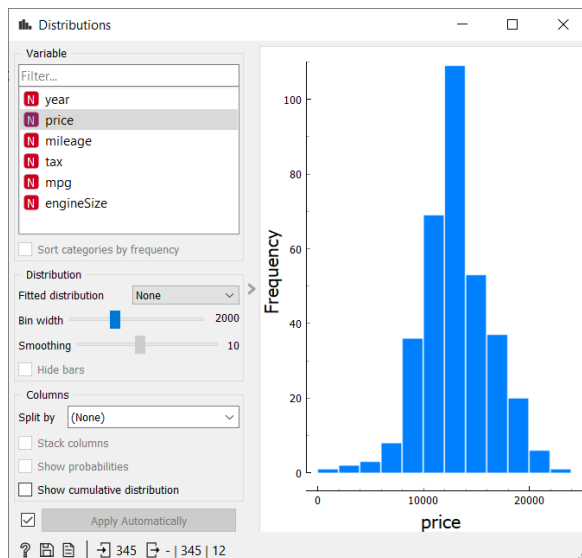 Distributions
Variable
Filter...
N year
N price
N mileage
N tax
N mpg
N engineSize
Sort categories by frequency
Distribution
Fitted distribution None
Bin width 2000
Smoothing 10
Hide bars
Columns
Split by (None)
Stack columns
Show probabilities
Show cumulative distribution
Apply Automatically
? 345 - | 345 | 12
Frequency
100
80
60
40
20
0
0 10000 20000
price